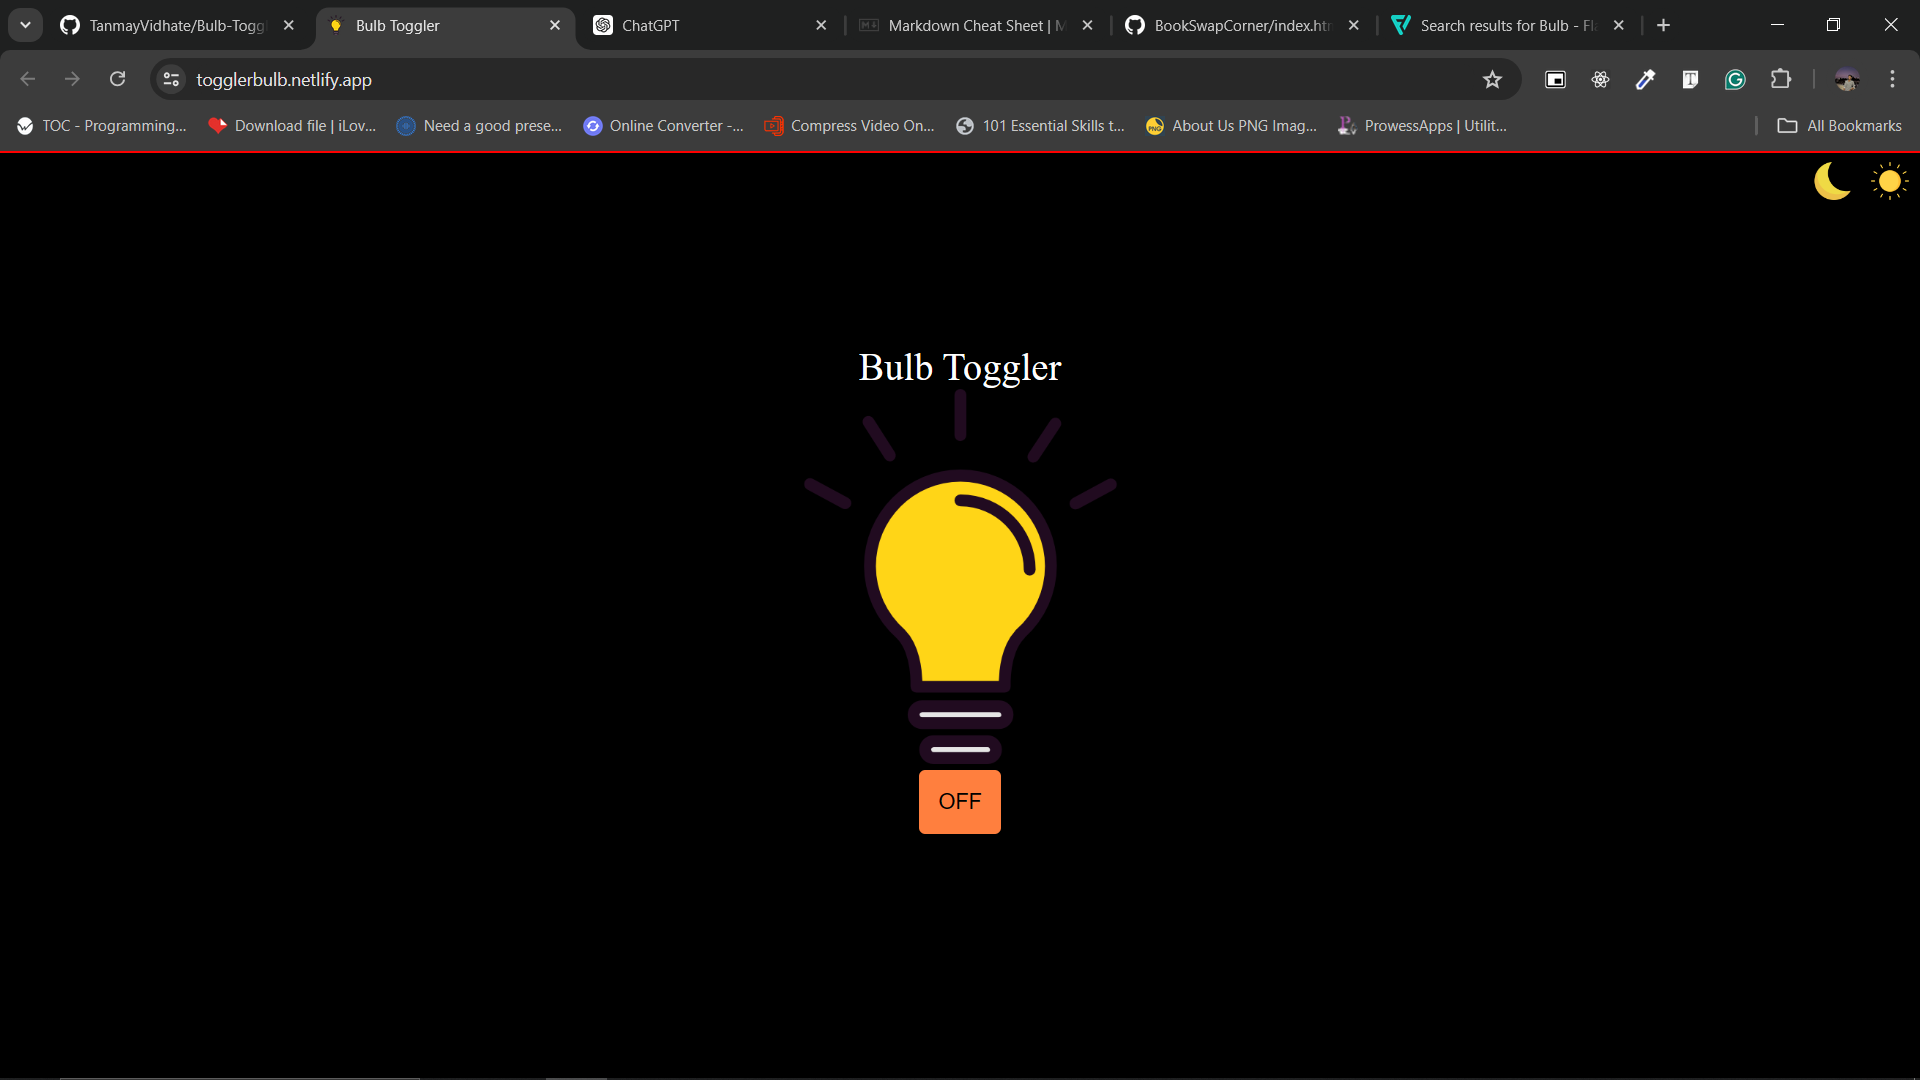 TanmayVidhate/Bulb-Toggl
Bulb Toggler
ChatGPT
Markdown Cheat Sheet | M
BookSwapCorner/index.ht
Search results for Bulb - Fl
togglerbulb.netlify.app
TOC - Programming...
Download file | iLov...
Need a good prese...
Online Converter -...
Compress Video On...
101 Essential Skills t...
About Us PNG Imag...
ProwessApps | Utilit...
All Bookmarks
Bulb Toggler
OFF